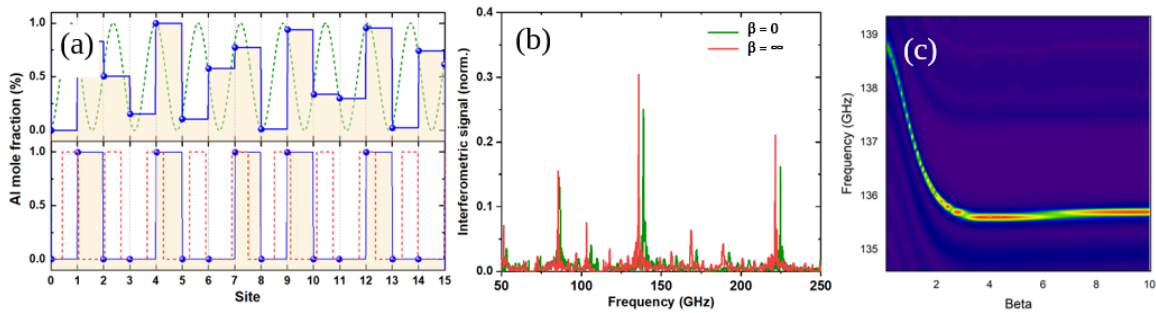 (a)
1.0
0.5
0.0
1.0
0.5
0.0
Al mole fraction (%)
0 1 2 3 4 5 6 7 8 9 10 11 12 13 14 15
Site
(b)
β = 0
β = ∞
0.4
0.3
0.2
0.1
0.0
Interferometric signal (norm.)
50 100 150 200 250
Frequency (GHz)
(c)
139
138
137
136
135
Frequency (GHz)
2 4 6 8 10
Beta